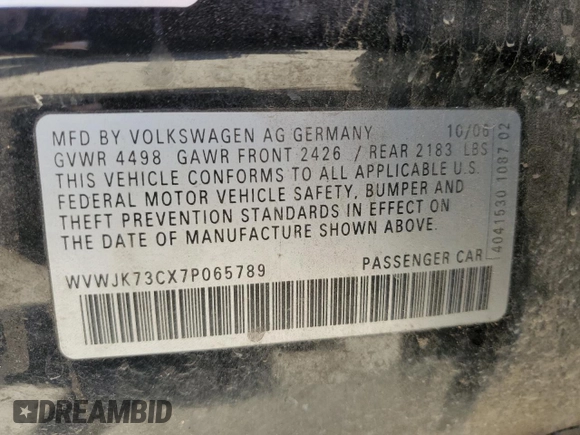 MFD BY VOLKSWAGEN AG GERMANY 10/06
GVWR 4498 GAWR FRONT 2426 / REAR 2183 LBS
THIS VEHICLE CONFORMS TO ALL APPLICABLE U.S.
FEDERAL MOTOR VEHICLE SAFETY, BUMPER AND
THEFT PREVENTION STANDARDS IN EFFECT ON
THE DATE OF MANUFACTURE SHOWN ABOVE.
WVWJK73CX7P065789 PASSENGER CAR
4041530 1087.02
DREAMBID